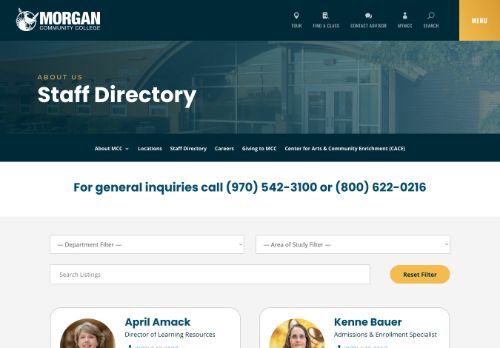 MORGAN
COMMUNITY COLLEGE
TOUR
FIND A CLASS
CONTACT ADVISOR
MYMCC
SEARCH
MENU
ABOUT US
Staff Directory
About MCC
Locations
Staff Directory
Careers
Giving to MCC
Center for Arts & Community Enrichment (CACE)
For general inquiries call (970) 542-3100 or (800) 622-0216
— Department Filter —
— Area of Study Filter —
Search Listings
Reset Filter
April Amack
Director of Learning Resources
Kenne Bauer
Admissions & Enrollment Specialist